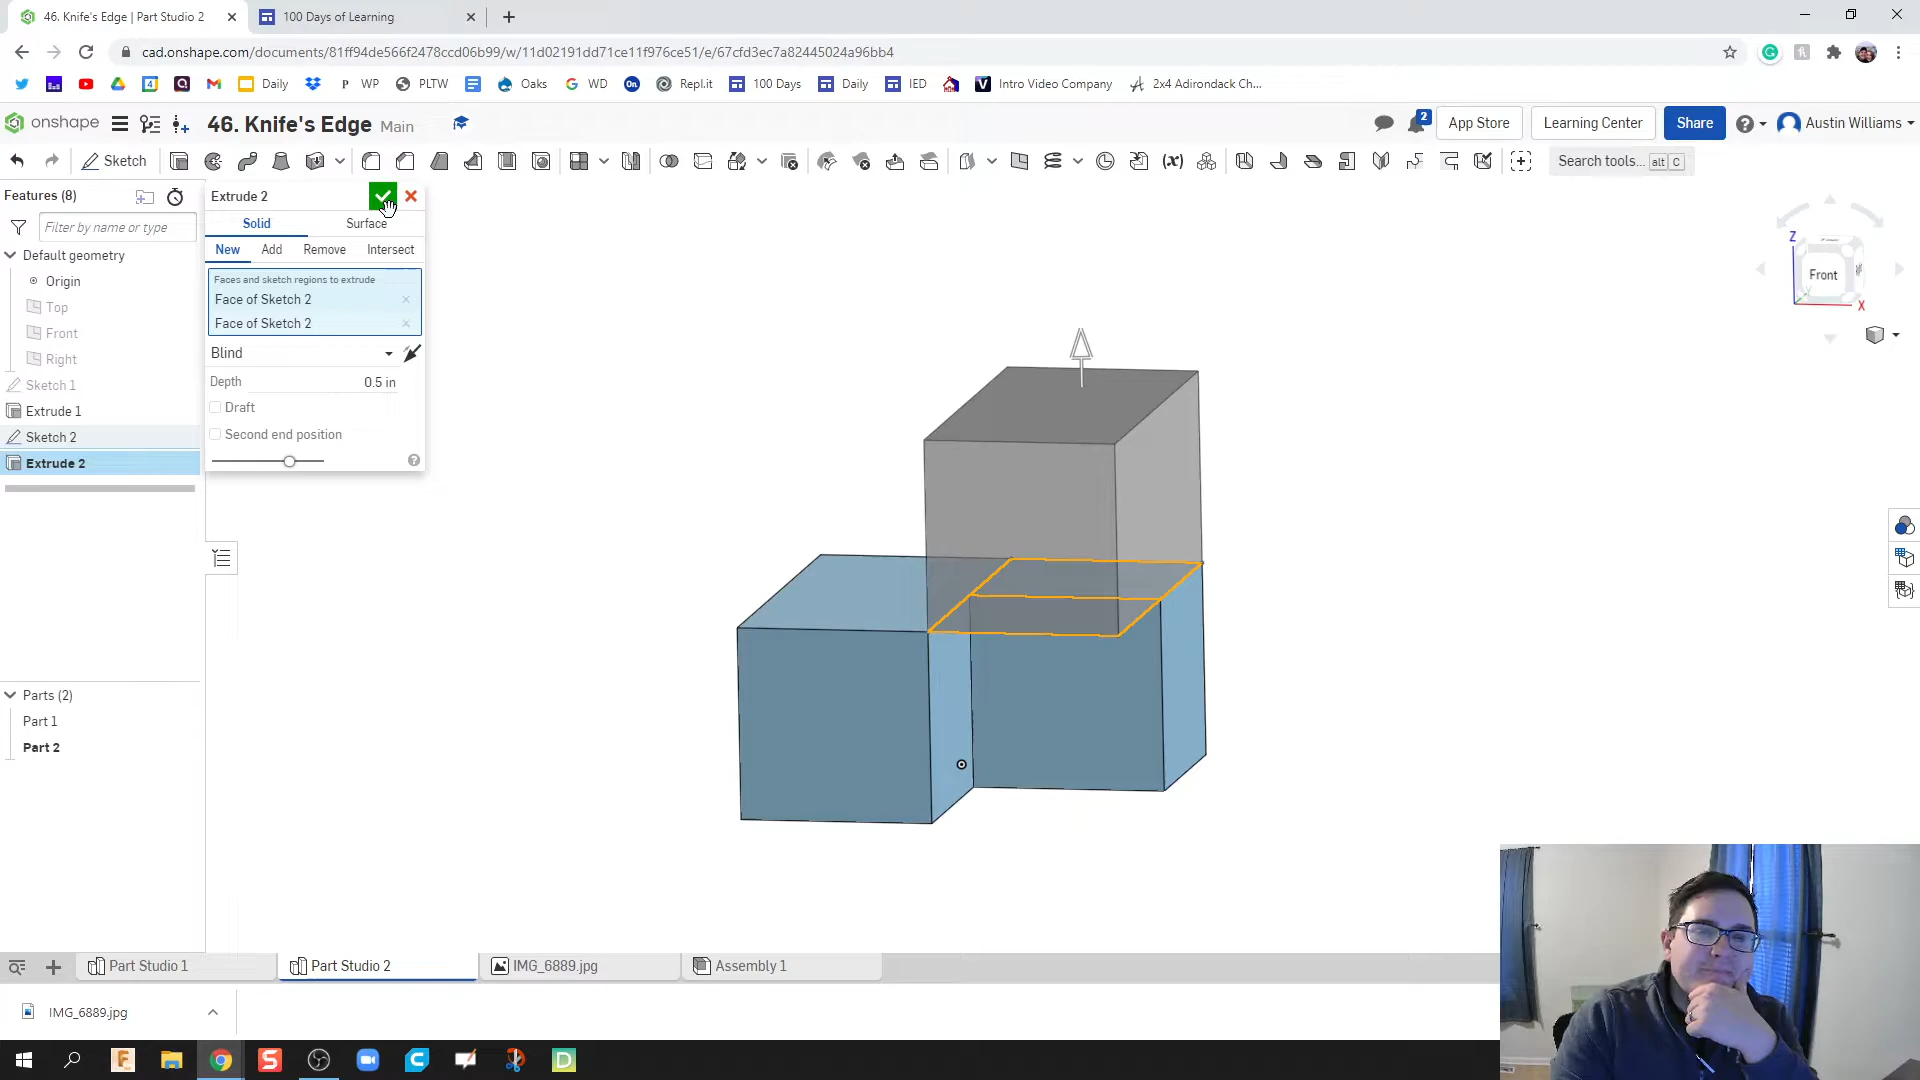 46. Knife's Edge | Part Studio 2
100 Days of Learning
cad.onshape.com/documents/81ff94de566f2478ccd06b99/w/11d02191dd71ce11f976ce51/e/67cfd3ec7a82445024a96bb4
Daily
P WP
PLTW
Oaks
WD
On
Repl.it
100 Days
Daily
IED
Intro Video Company
2x4 Adirondack Ch...
onshape
46. Knife's Edge Main
2
App Store
Learning Center
Share
Austin Williams
Sketch
Search tools... alt C
Features (8)
Filter by name or type
Default geometry
Origin
Top
Front
Right
Sketch 1
Extrude 1
Sketch 2
Extrude 2
Extrude 2
Solid Surface
New Add Remove Intersect
Faces and sketch regions to extrude
Face of Sketch 2
Face of Sketch 2
Blind
Depth 0.5 in
Draft
Second end position
Z
Front
X
Parts (2)
Part 1
Part 2
Part Studio 1
Part Studio 2
IMG_6889.jpg
Assembly 1
IMG_6889.jpg